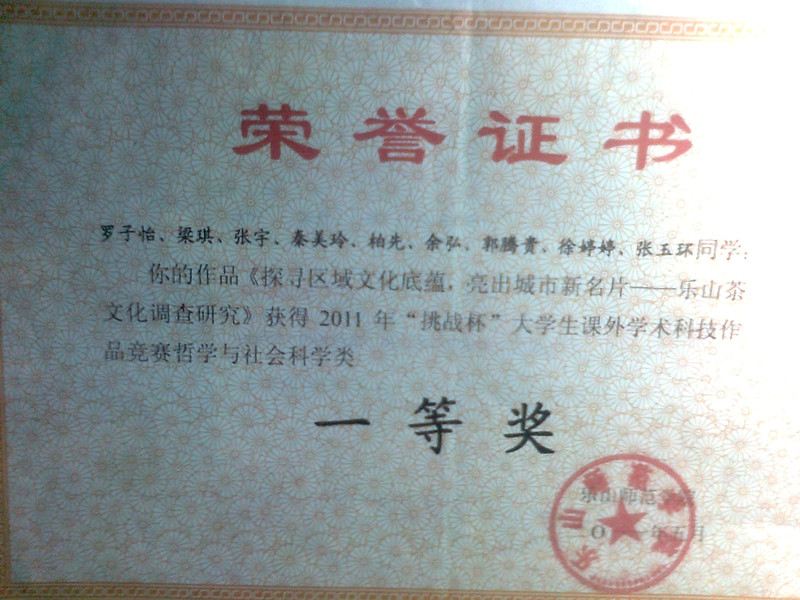 荣誉证书
罗子怡、梁琪、张宇、秦美玲、柏先、余弘、郭腾贵、徐婷婷、张玉环同学：
你的作品《探寻区域文化底蕴，亮出城市新名片——乐山茶
文化调查研究》获得 2011 年“挑战杯”大学生课外学术科技作
品竞赛哲学与社会科学类
一等奖
乐山师范学院
二〇一一年五月